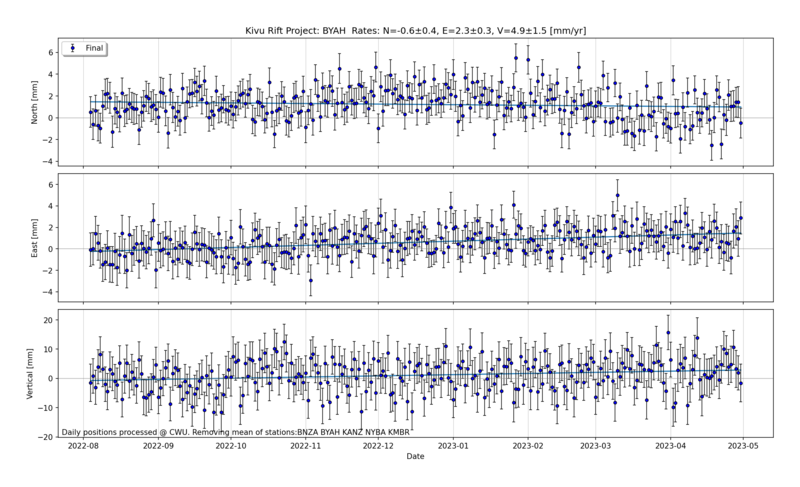 Kivu Rift Project: BYAH  Rates: N=-0.6±0.4, E=2.3±0.3, V=4.9±1.5 [mm/yr]
Final
North [mm]
6
4
2
0
−2
−4
East [mm]
6
4
2
0
−2
−4
Vertical [mm]
20
10
0
−10
−20
Daily positions processed @ CWU. Removing mean of stations:BNZA BYAH KANZ NYBA KMBR
2022-08 2022-09 2022-10 2022-11 2022-12 2023-01 2023-02 2023-03 2023-04 2023-05
Date